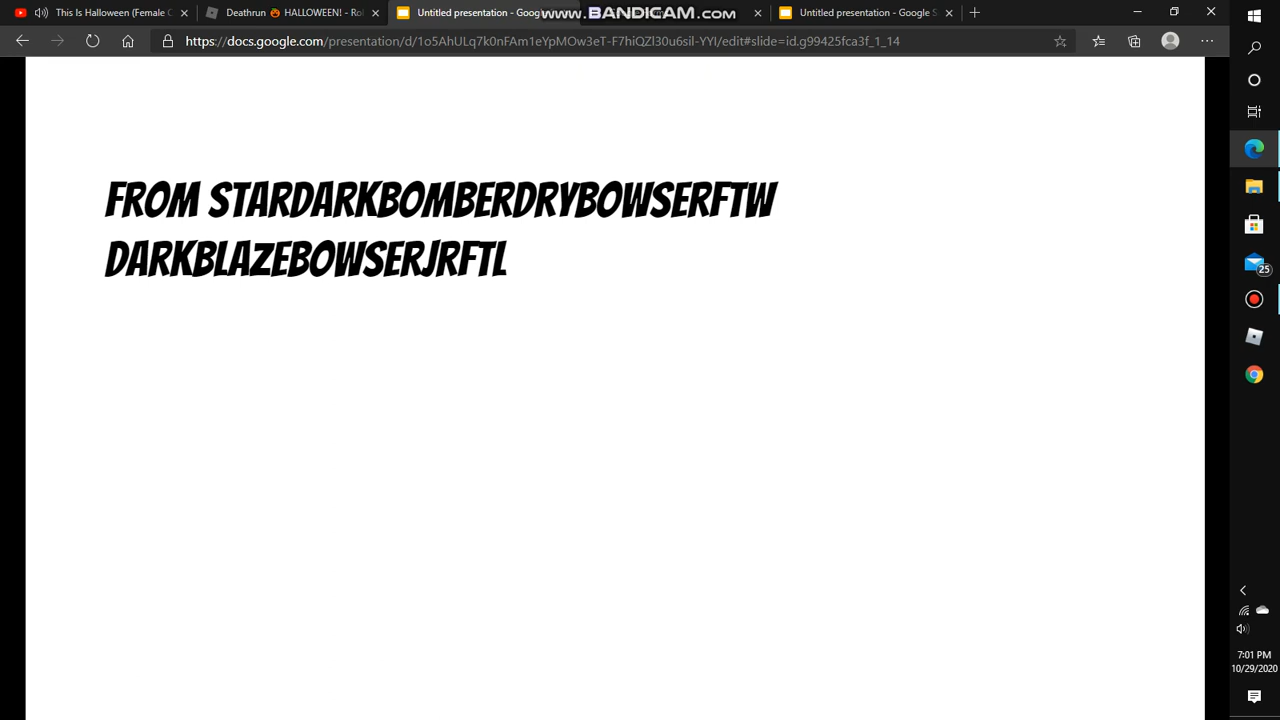 This Is Halloween (Female C
Deathrun 🎃 HALLOWEEN! - Ro
Untitled presentation - Goog
www.BANDICAM.com
Untitled presentation - Google S
https://docs.google.com/presentation/d/1o5AhULq7k0nFAm1eYpMOw3eT-F7hiQZl30u6sil-YYI/edit#slide=id.g99425fca3f_1_14
FROM STARDARKBOMBERDRYBOWSERFTW
DARKBLAZEBOWSERJRFTL
25
7:01 PM
10/29/2020